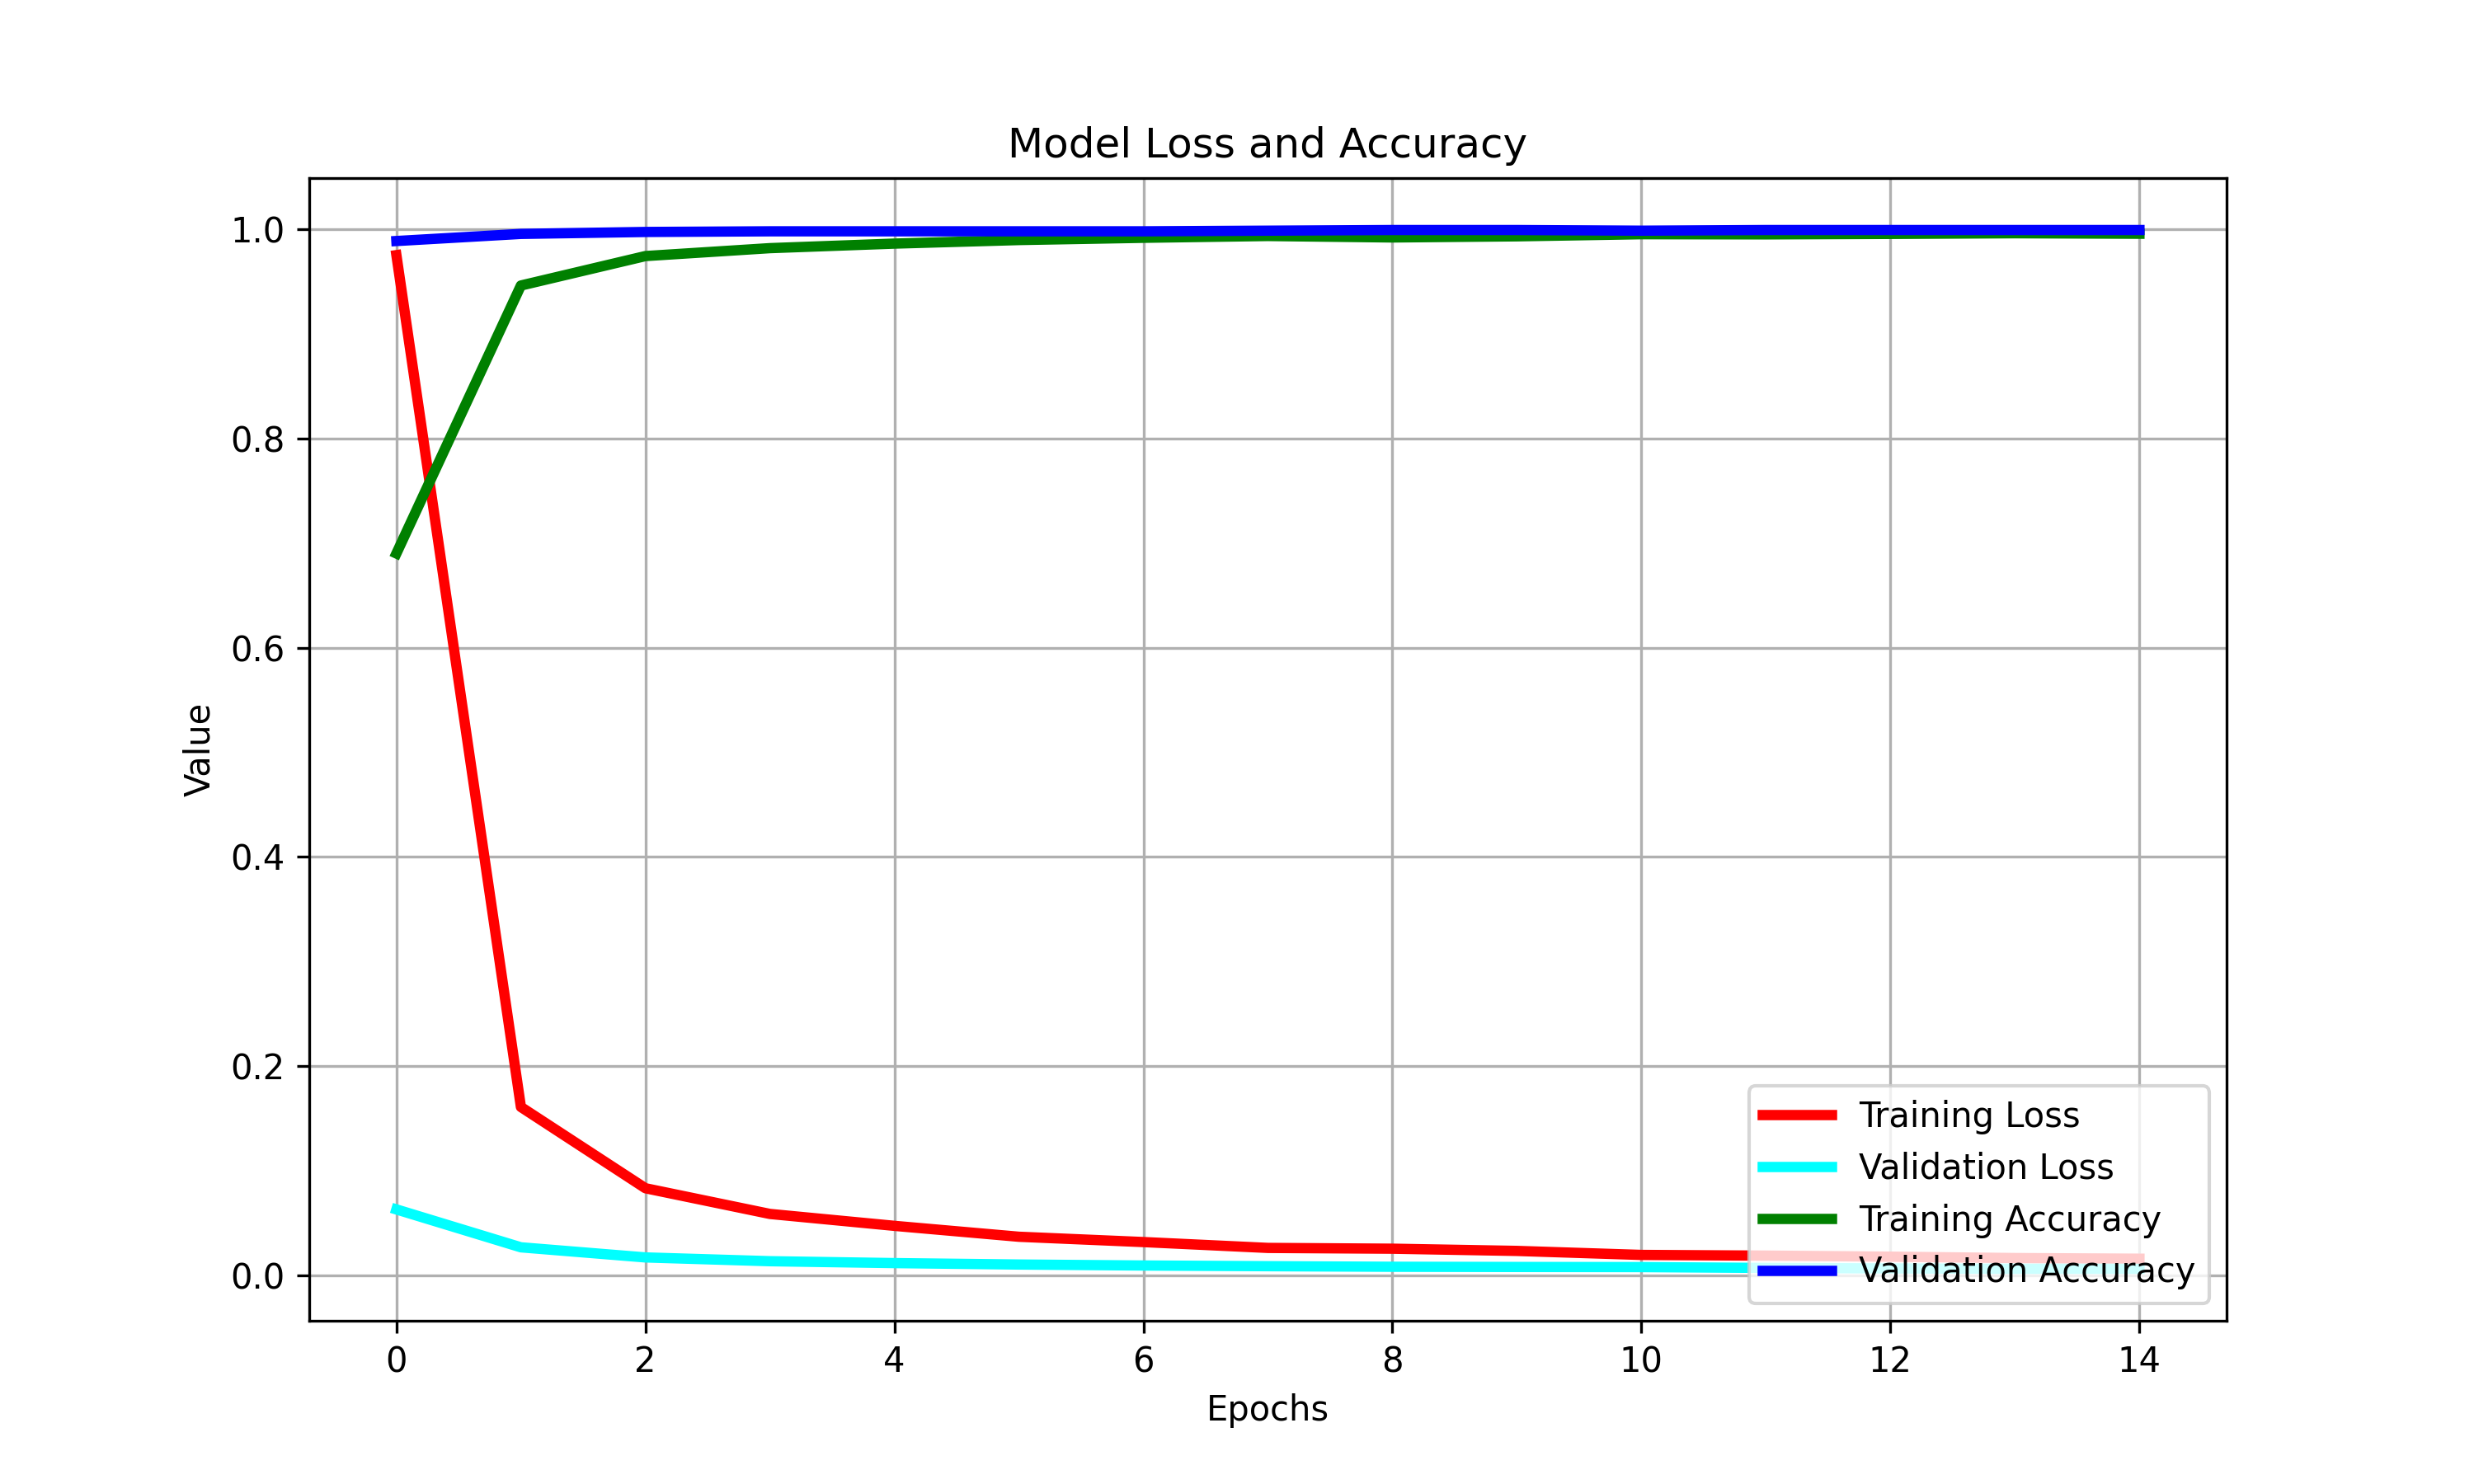 Model Loss and Accuracy
1.0
0.8
0.6
0.4
0.2
0.0
Value
0 2 4 6 8 10 12 14
Epochs
Training Loss
Validation Loss
Training Accuracy
Validation Accuracy